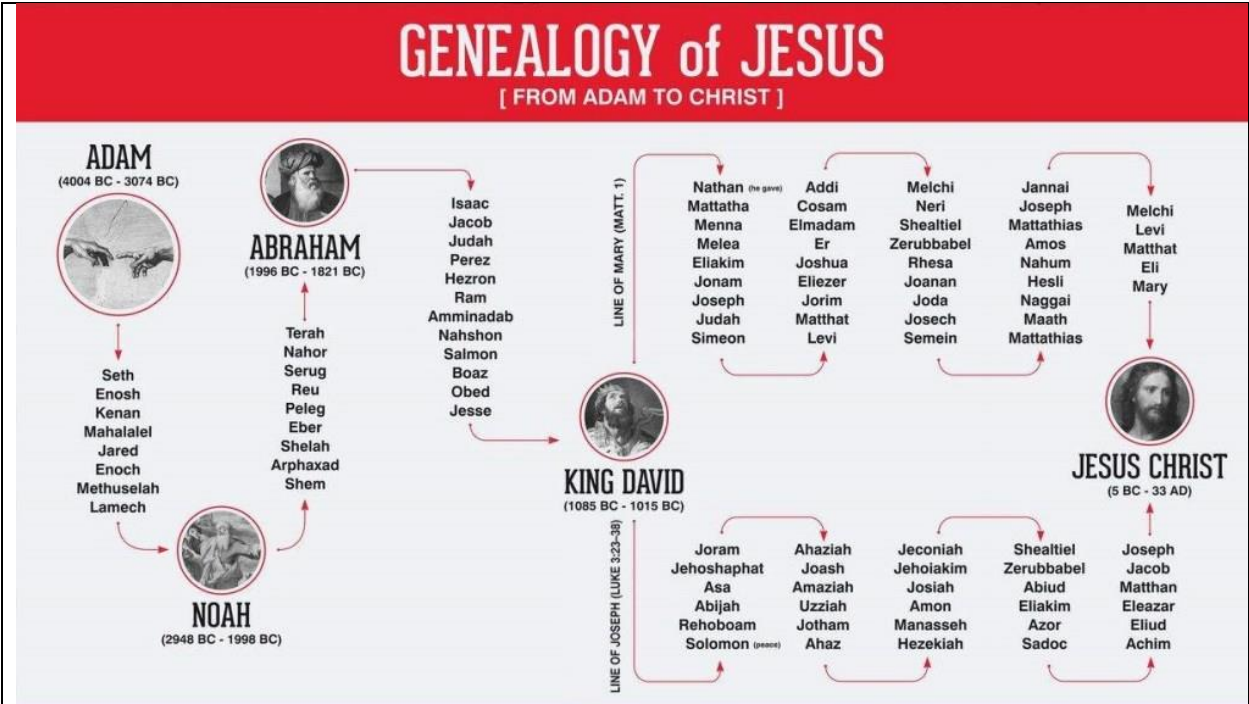 GENEALOGY of JESUS
[ FROM ADAM TO CHRIST ]
ADAM
(4004 BC - 3074 BC)
Seth
Enosh
Kenan
Mahalalel
Jared
Enoch
Methuselah
Lamech
NOAH
(2948 BC - 1998 BC)
ABRAHAM
(1996 BC - 1821 BC)
Terah
Nahor
Serug
Reu
Peleg
Eber
Shelah
Arphaxad
Shem
Isaac
Jacob
Judah
Perez
Hezron
Ram
Amminadab
Nahshon
Salmon
Boaz
Obed
Jesse
KING DAVID
(1085 BC - 1015 BC)
LINE OF MARY (MATT. 1)
Nathan (he gave)
Mattatha
Menna
Melea
Eliakim
Jonam
Joseph
Judah
Simeon
Addi
Cosam
Elmadam
Er
Joshua
Eliezer
Jorim
Matthat
Levi
Melchi
Neri
Shealtiel
Zerubbabel
Rhesa
Joanan
Joda
Josech
Semein
Jannai
Joseph
Mattathias
Amos
Nahum
Hesli
Naggai
Maath
Mattathias
Melchi
Levi
Matthat
Eli
Mary
JESUS CHRIST
(5 BC - 33 AD)
LINE OF JOSEPH (LUKE 3:23-38)
Joram
Jehoshaphat
Asa
Abijah
Rehoboam
Solomon (peace)
Ahaziah
Joash
Amaziah
Uzziah
Jotham
Ahaz
Jeconiah
Jehoiakim
Josiah
Amon
Manasseh
Hezekiah
Shealtiel
Zerubbabel
Abiud
Eliakim
Azor
Sadoc
Joseph
Jacob
Matthan
Eleazar
Eliud
Achim